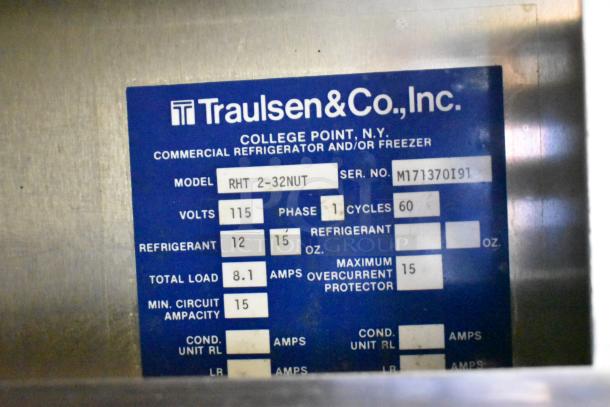 Traulsen & Co., Inc.
COLLEGE POINT, N.Y.
COMMERCIAL REFRIGERATOR AND/OR FREEZER
MODEL RHT 2-32NUT SER. NO. M171370I91
VOLTS 115 PHASE 1 CYCLES 60
REFRIGERANT 12 15 OZ. REFRIGERANT OZ.
TOTAL LOAD 8.1 AMPS MAXIMUM OVERCURRENT PROTECTOR 15
MIN. CIRCUIT AMPACITY 15
COND. UNIT RL AMPS COND. UNIT RL AMPS
LR AMPS LR AMPS